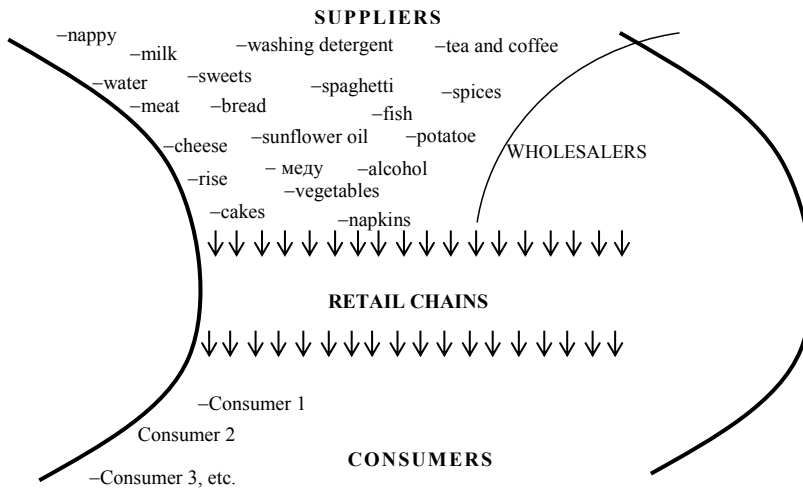 SUPPLIERS
–nappy
–milk
–washing detergent
–tea and coffee
–water
–sweets
–spaghetti
–spices
–meat
–bread
–fish
–cheese
–sunflower oil
–potatoe
WHOLESALERS
–rise
– меду
–alcohol
–vegetables
–cakes
–napkins
RETAIL CHAINS
–Consumer 1
Consumer 2
CONSUMERS
–Consumer 3, etc.